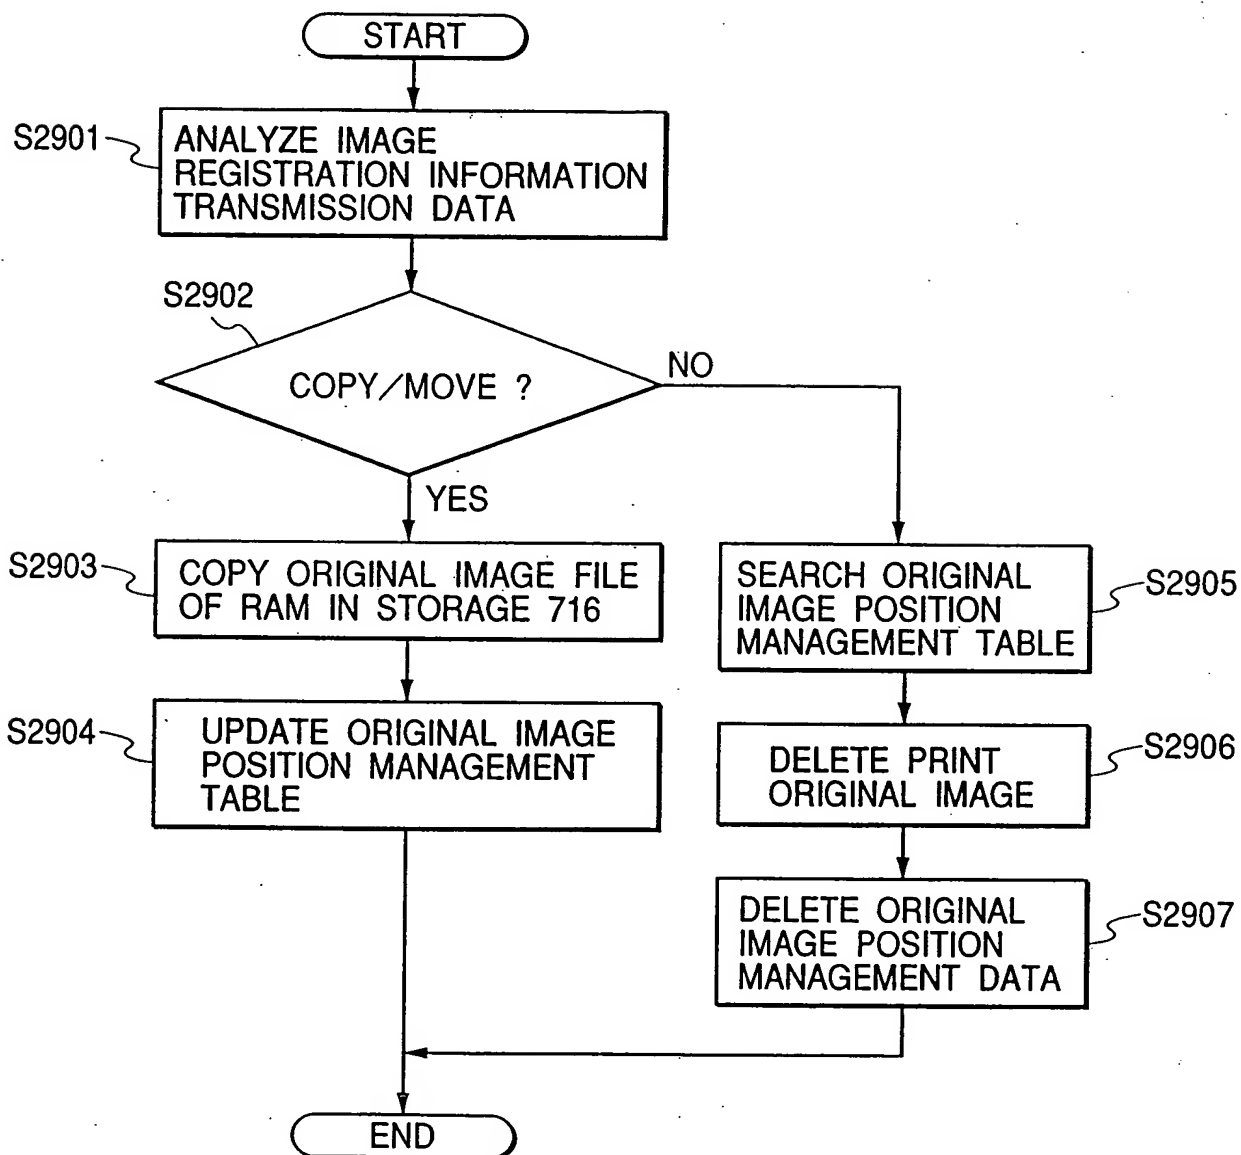 START
S2901
ANALYZE IMAGE
REGISTRATION INFORMATION
TRANSMISSION DATA
S2902
COPY/MOVE ?
NO
YES
S2903
COPY ORIGINAL IMAGE FILE
OF RAM IN STORAGE 716
S2904
UPDATE ORIGINAL IMAGE
POSITION MANAGEMENT
TABLE
SEARCH ORIGINAL
IMAGE POSITION
MANAGEMENT TABLE
S2905
DELETE PRINT
ORIGINAL IMAGE
S2906
DELETE ORIGINAL
IMAGE POSITION
MANAGEMENT DATA
S2907
END